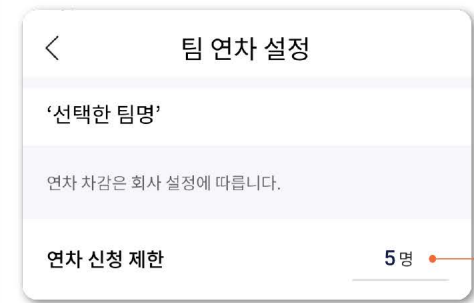 팀 연차 설정
‘선택한 팀명’
연차 차감은 회사 설정에 따릅니다.
연차 신청 제한 5명